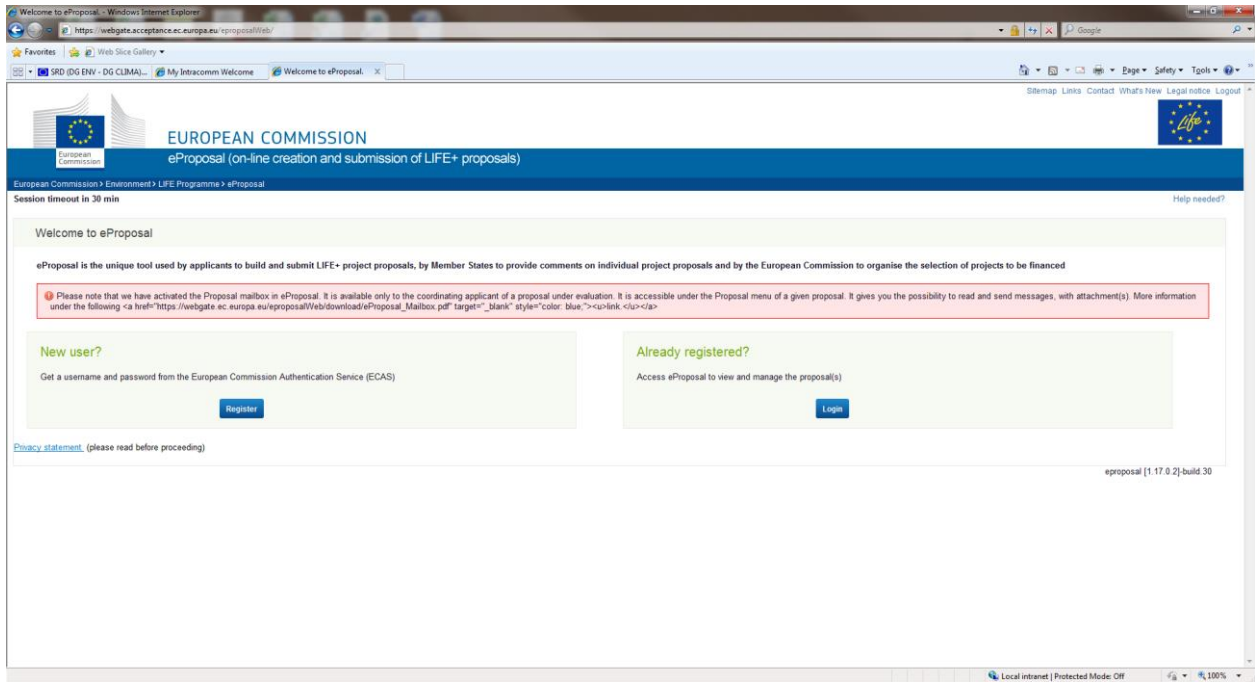 Welcome to eProposal. - Windows Internet Explorer
https://webgate.acceptance.ec.europa.eu/eproposalWeb/
Google
Favorites Web Slice Gallery
SRD (DG ENV - DG CLIMA)... My Intracomm Welcome Welcome to eProposal. X
Page Safety Tools
Sitemap Links Contact What's New Legal notice Logout
Life
EUROPEAN COMMISSION
European
Commission
eProposal (on-line creation and submission of LIFE+ proposals)
European Commission > Environment > LIFE Programme > eProposal
Session timeout in 30 min
Help needed?
Welcome to eProposal
eProposal is the unique tool used by applicants to build and submit LIFE+ project proposals, by Member States to provide comments on individual project proposals and by the European Commission to organise the selection of projects to be financed
Please note that we have activated the Proposal mailbox in eProposal. It is available only to the coordinating applicant of a proposal under evaluation. It is accessible under the Proposal menu of a given proposal. It gives you the possibility to read and send messages, with attachment(s). More information
under the following <a href="https://webgate.ec.europa.eu/eproposalWeb/download/eProposal_Mailbox.pdf" target="_blank" style="color: blue;"><u>link.</u></a>
New user?
Get a username and password from the European Commission Authentication Service (ECAS)
Register
Already registered?
Access eProposal to view and manage the proposal(s)
Login
Privacy statement. (please read before proceeding)
eproposal [1.17.0.2]-build.30
Local intranet | Protected Mode: Off
100%